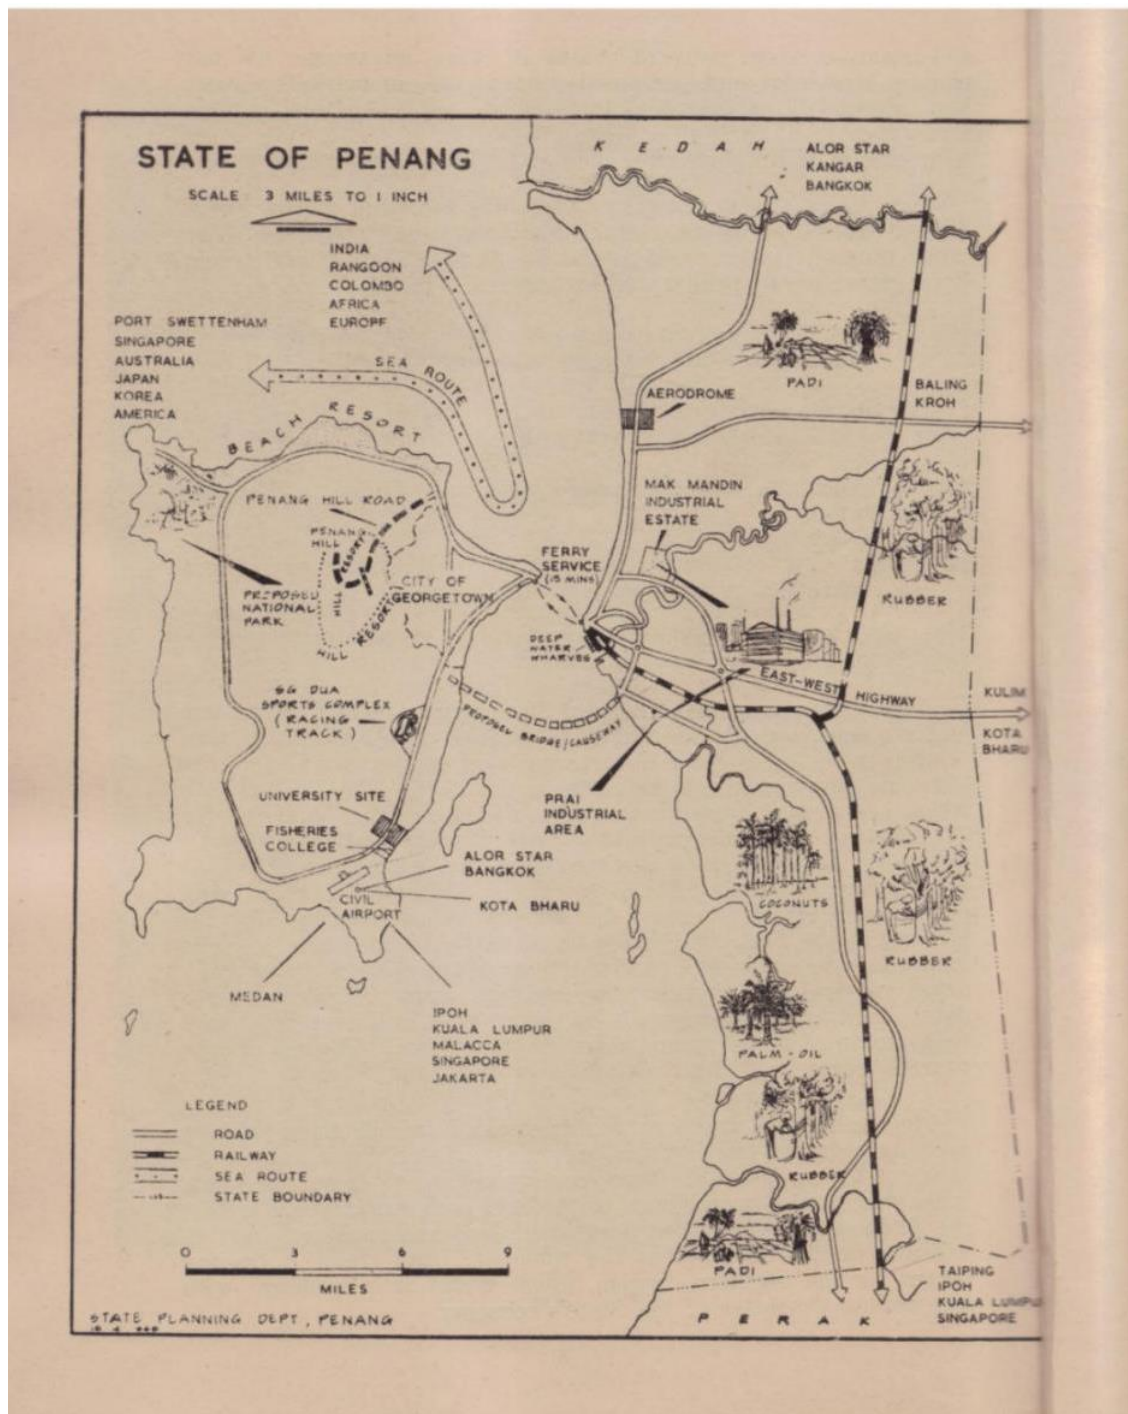 STATE OF PENANG
SCALE 3 MILES TO 1 INCH
KEDAH
ALOR STAR
KANGAR
BANGKOK
INDIA
RANGOON
COLOMBO
AFRICA
EUROPE
PORT SWETTENHAM
SINGAPORE
AUSTRALIA
JAPAN
KOREA
AMERICA
SEA ROUTE
BEACH RESORT
PADI
AERODROME
BALING
KROH
PENANG HILL ROAD
PENANG
HILL
HILL RESORT
HILL RESORT
MAK MANDIN
INDUSTRIAL
ESTATE
FERRY
SERVICE
(15 MINS)
CITY OF
GEORGETOWN
PROPOSED
NATIONAL
PARK
RUBBER
DEEP
WATER
WHARVES
EAST-WEST HIGHWAY
KULIM
KOTA
BHARU
SG DUA
SPORTS COMPLEX
(RACING
TRACK)
PROPOSED BRIDGE/CAUSEWAY
UNIVERSITY SITE
PRAI
INDUSTRIAL
AREA
FISHERIES
COLLEGE
ALOR STAR
BANGKOK
KOTA BHARU
CIVIL
AIRPORT
COCONUTS
RUBBER
MEDAN
IPOH
KUALA LUMPUR
MALACCA
SINGAPORE
JAKARTA
PALM-OIL
LEGEND
ROAD
RAILWAY
SEA ROUTE
STATE BOUNDARY
RUBBER
0 3 6 9
MILES
PADI
TAIPING
IPOH
KUALA LUMPU
SINGAPORE
PERAK
STATE PLANNING DEPT, PENANG